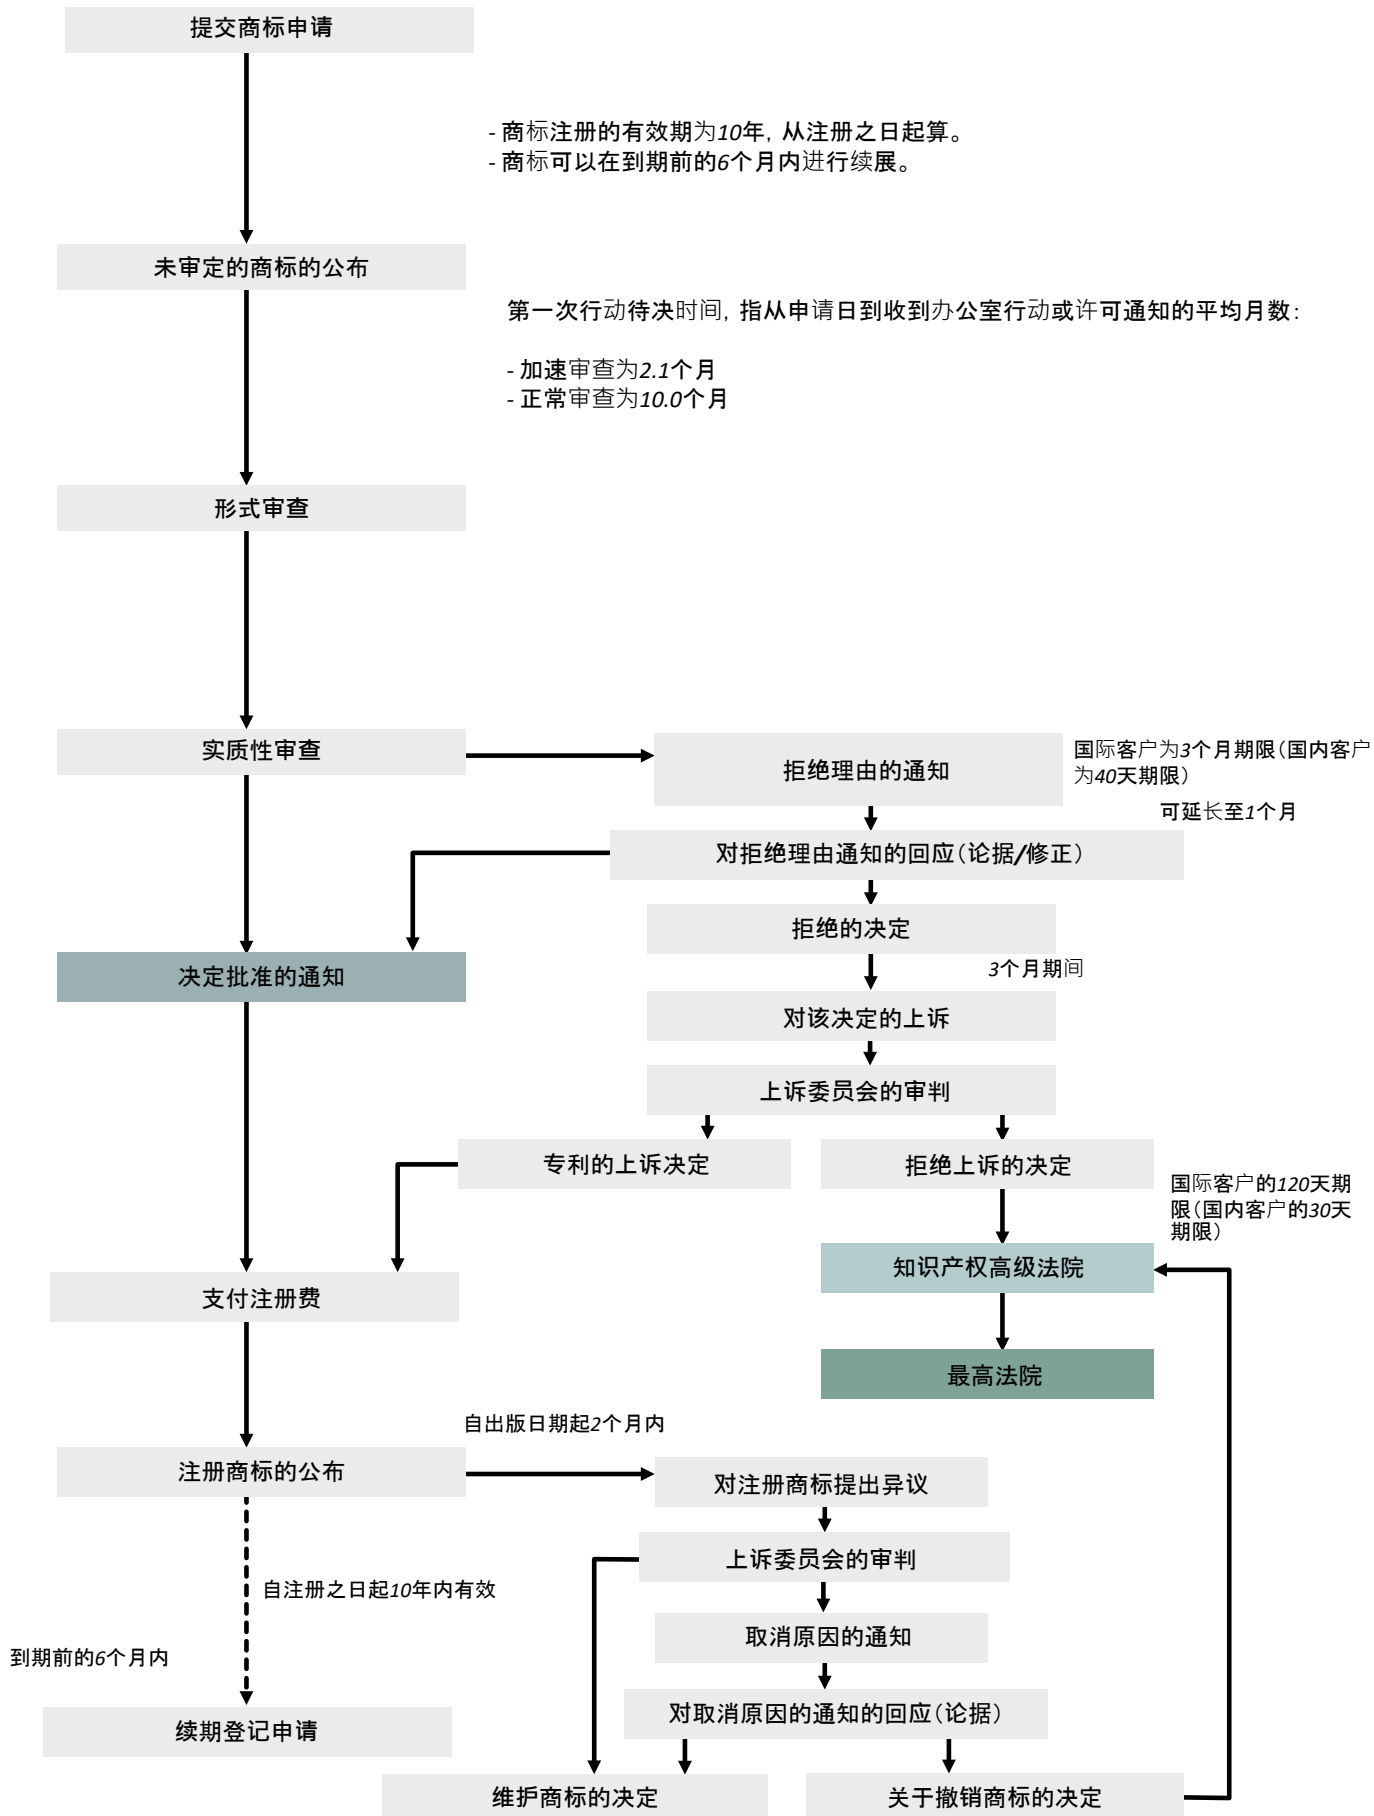 提交商标申请
- 商标注册的有效期为10年，从注册之日起算。
- 商标可以在到期前的6个月内进行续展。
未审定的商标的公布
第一次行动待决时间，指从申请日到收到办公室行动或许可通知的平均月数：
- 加速审查为2.1个月
- 正常审查为10.0个月
形式审查
实质性审查
拒绝理由的通知
国际客户为3个月期限（国内客户
为40天期限）
可延长至1个月
对拒绝理由通知的回应（论据/修正）
拒绝的决定
3个月期间
决定批准的通知
对该决定的上诉
上诉委员会的审判
专利的上诉决定
拒绝上诉的决定
国际客户的120天期
限（国内客户的30天
期限）
知识产权高级法院
支付注册费
最高法院
自出版日期起2个月内
注册商标的公布
对注册商标提出异议
上诉委员会的审判
自注册之日起10年内有效
取消原因的通知
到期前的6个月内
对取消原因的通知的回应（论据）
续期登记申请
维护商标的决定
关于撤销商标的决定